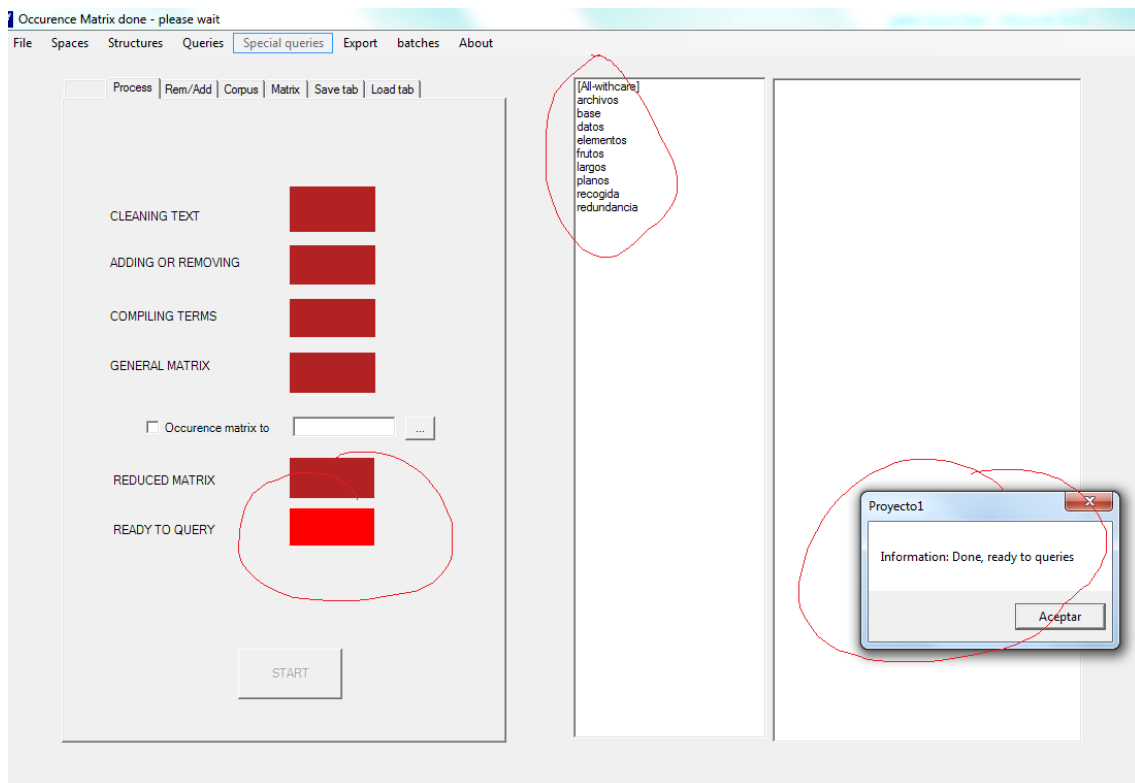 Occurence Matrix done - please wait
File Spaces Structures Queries Special queries Export batches About
Process Rem/Add Corpus Matrix Save tab Load tab
CLEANING TEXT
ADDING OR REMOVING
COMPILING TERMS
GENERAL MATRIX
Occurence matrix to ...
REDUCED MATRIX
READY TO QUERY
START
[All-withcare]
archivos
base
datos
elementos
frutos
largos
planos
recogida
redundancia
Proyecto1
Information: Done, ready to queries
Aceptar